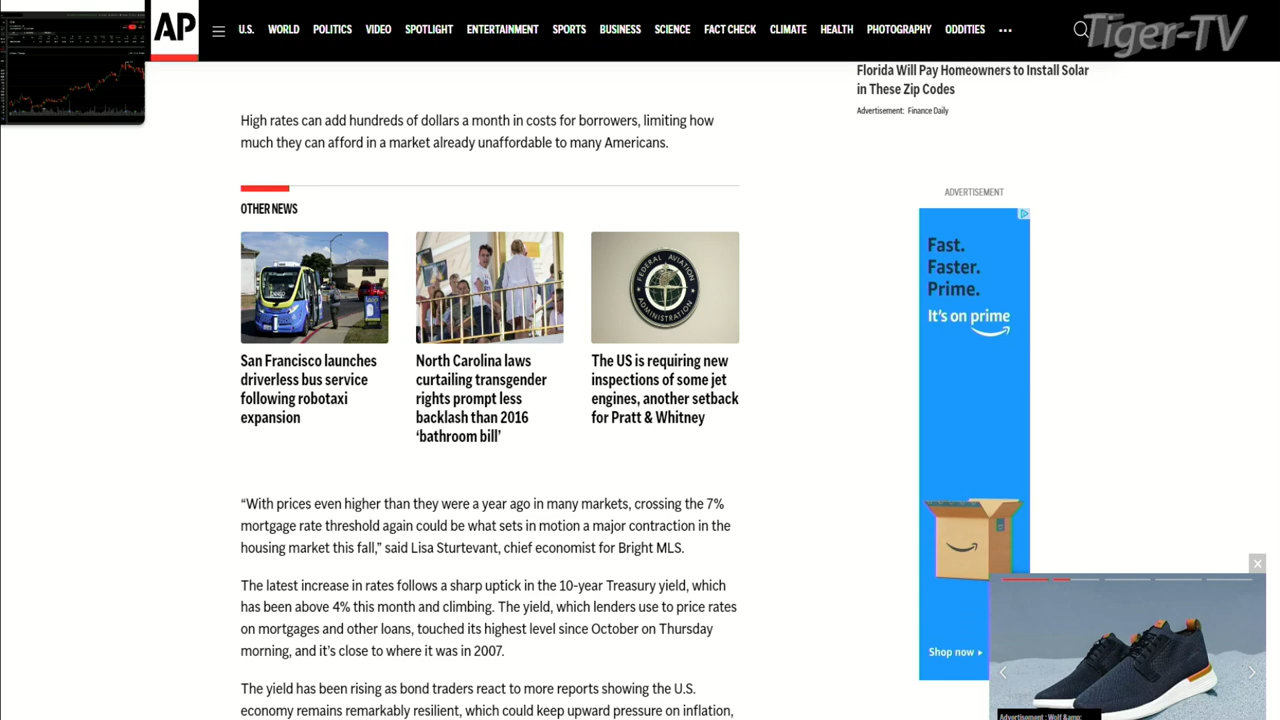 AP
U.S. WORLD POLITICS VIDEO SPOTLIGHT ENTERTAINMENT SPORTS BUSINESS SCIENCE FACT CHECK CLIMATE HEALTH PHOTOGRAPHY ODDITIES
Tiger-TV
Florida Will Pay Homeowners to Install Solar
in These Zip Codes
Advertisement: Finance Daily
High rates can add hundreds of dollars a month in costs for borrowers, limiting how
much they can afford in a market already unaffordable to many Americans.
OTHER NEWS
FEDERAL AVIATION
ADMINISTRATION
San Francisco launches
driverless bus service
following robotaxi
expansion
North Carolina laws
curtailing transgender
rights prompt less
backlash than 2016
‘bathroom bill’
The US is requiring new
inspections of some jet
engines, another setback
for Pratt & Whitney
“With prices even higher than they were a year ago in many markets, crossing the 7%
mortgage rate threshold again could be what sets in motion a major contraction in the
housing market this fall,” said Lisa Sturtevant, chief economist for Bright MLS.
The latest increase in rates follows a sharp uptick in the 10-year Treasury yield, which
has been above 4% this month and climbing. The yield, which lenders use to price rates
on mortgages and other loans, touched its highest level since October on Thursday
morning, and it’s close to where it was in 2007.
The yield has been rising as bond traders react to more reports showing the U.S.
economy remains remarkably resilient, which could keep upward pressure on inflation,
ADVERTISEMENT
Fast.
Faster.
Prime.
It’s on prime
Shop now
Advertisement : Wolf &amp;